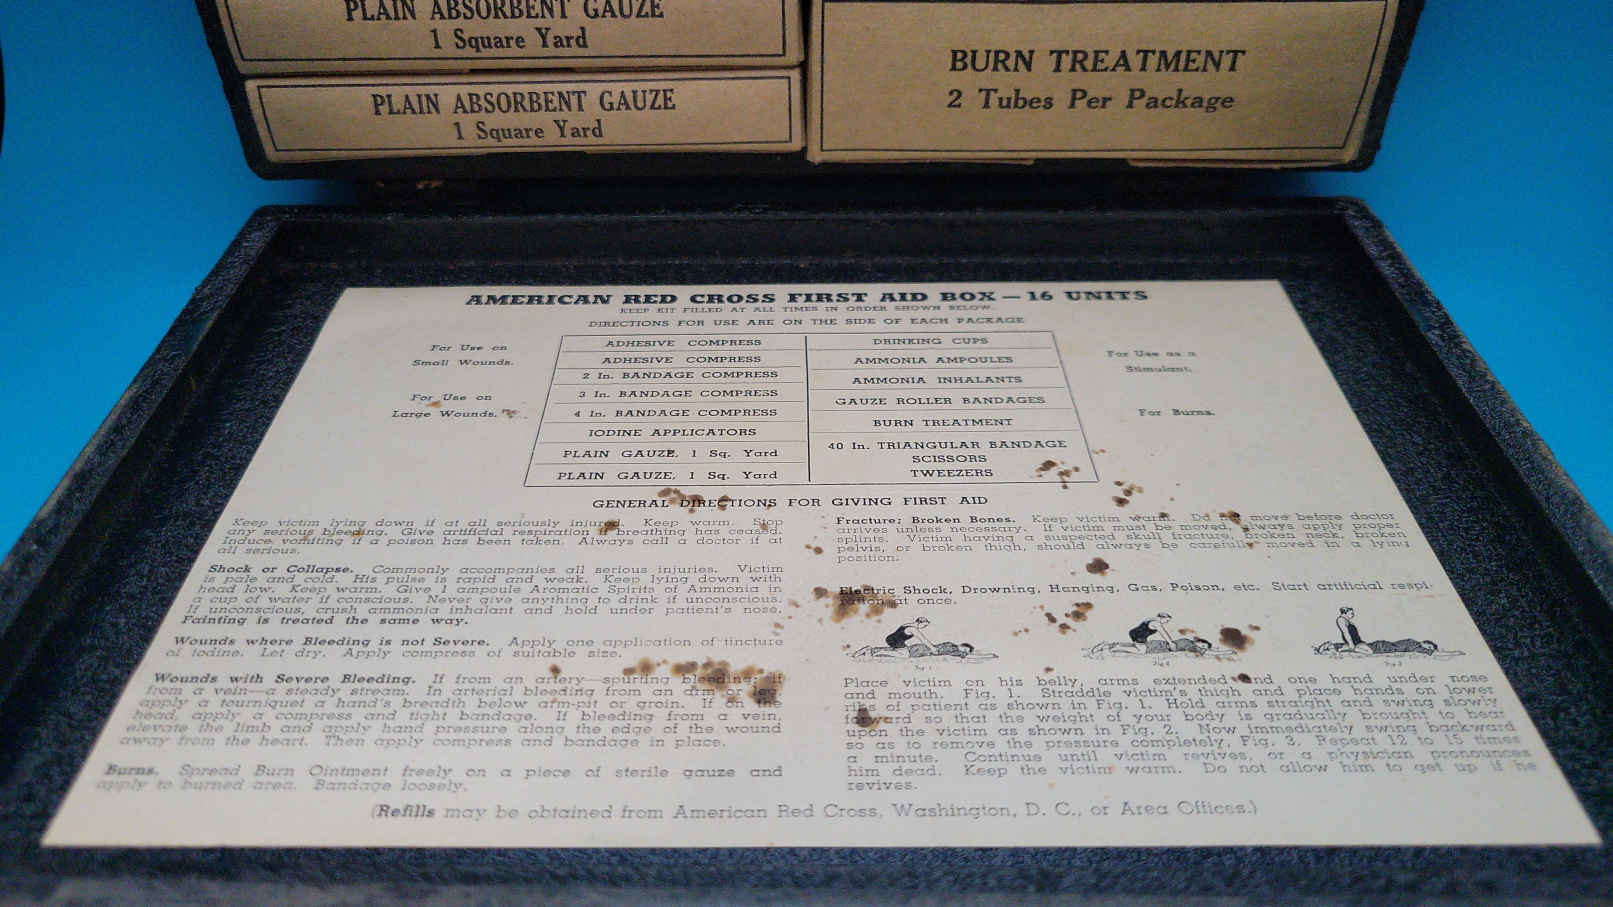 PLAIN ABSORBENT GAUZE
1 Square Yard
PLAIN ABSORBENT GAUZE
1 Square Yard
BURN TREATMENT
2 Tubes Per Package
AMERICAN RED CROSS FIRST AID BOX — 16 UNITS
KEEP KIT FILLED AT ALL TIMES IN ORDER SHOWN BELOW.
DIRECTIONS FOR USE ARE ON THE SIDE OF EACH PACKAGE
For Use on
Small Wounds.
For Use on
Large Wounds.
ADHESIVE COMPRESS
ADHESIVE COMPRESS
2 In. BANDAGE COMPRESS
3 In. BANDAGE COMPRESS
4 In. BANDAGE COMPRESS
IODINE APPLICATORS
PLAIN GAUZE, 1 Sq. Yard
PLAIN GAUZE, 1 Sq. Yard
DRINKING CUPS
AMMONIA AMPOULES
AMMONIA INHALANTS
GAUZE ROLLER BANDAGES
BURN TREATMENT
40 In. TRIANGULAR BANDAGE
SCISSORS
TWEEZERS
For Use as a
Stimulant.
For Burns.
GENERAL DIRECTIONS FOR GIVING FIRST AID
Keep victim lying down if at all seriously injured. Keep warm. Stop
any serious bleeding. Give artificial respiration if breathing has ceased.
Induce vomiting if a poison has been taken. Always call a doctor if at
all serious.
Shock or Collapse. Commonly accompanies all serious injuries. Victim
is pale and cold. His pulse is rapid and weak. Keep lying down with
head low. Keep warm. Give 1 ampoule Aromatic Spirits of Ammonia in
a cup of water if conscious. Never give anything to drink if unconscious.
If unconscious, crush ammonia inhalant and hold under patient's nose.
Fainting is treated the same way.
Wounds where Bleeding is not Severe. Apply one application of tincture
of iodine. Let dry. Apply compress of suitable size.
Wounds with Severe Bleeding. If from an artery—spurting bleeding; if
from a vein—a steady stream. In arterial bleeding from an arm or leg,
apply a tourniquet a hand's breadth below arm-pit or groin. If on the
head, apply a compress and tight bandage. If bleeding from a vein,
elevate the limb and apply hand pressure along the edge of the wound
away from the heart. Then apply compress and bandage in place.
Burns. Spread Burn Ointment freely on a piece of sterile gauze and
apply to burned area. Bandage loosely.
Fracture; Broken Bones. Keep victim warm. Do not move before doctor
arrives unless necessary. If victim must be moved, always apply proper
splints. Victim having a suspected skull fracture, broken neck, broken
pelvis, or broken thigh, should always be carefully moved in a lying
position.
Electric Shock, Drowning, Hanging, Gas, Poison, etc. Start artificial respi-
ration at once.
Fig 1
Fig 2
Fig 3
Place victim on his belly, arms extended and one hand under nose
and mouth. Fig. 1. Straddle victim's thigh and place hands on lower
ribs of patient as shown in Fig. 1. Hold arms straight and swing slowly
forward so that the weight of your body is gradually brought to bear
upon the victim as shown in Fig. 2. Now immediately swing backward
so as to remove the pressure completely, Fig. 3. Repeat 12 to 15 times
a minute. Continue until victim revives, or a physician pronounces
him dead. Keep the victim warm. Do not allow him to get up if he
revives.
(Refills may be obtained from American Red Cross, Washington, D. C., or Area Offices.)